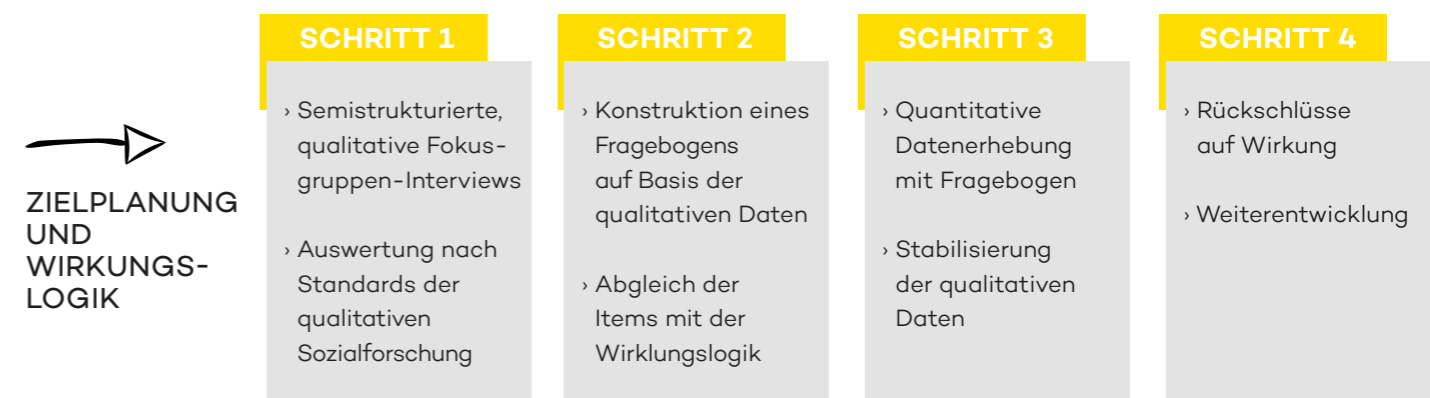 ZIELPLANUNG
UND
WIRKUNGS-
LOGIK
SCHRITT 1
› Semistrukturierte,
qualitative Fokus-
gruppen-Interviews
› Auswertung nach
Standards der
qualitativen
Sozialforschung
SCHRITT 2
› Konstruktion eines
Fragebogens
auf Basis der
qualitativen Daten
› Abgleich der
Items mit der
Wirklungslogik
SCHRITT 3
› Quantitative
Datenerhebung
mit Fragebogen
› Stabilisierung
der qualitativen
Daten
SCHRITT 4
› Rückschlüsse
auf Wirkung
› Weiterentwicklung